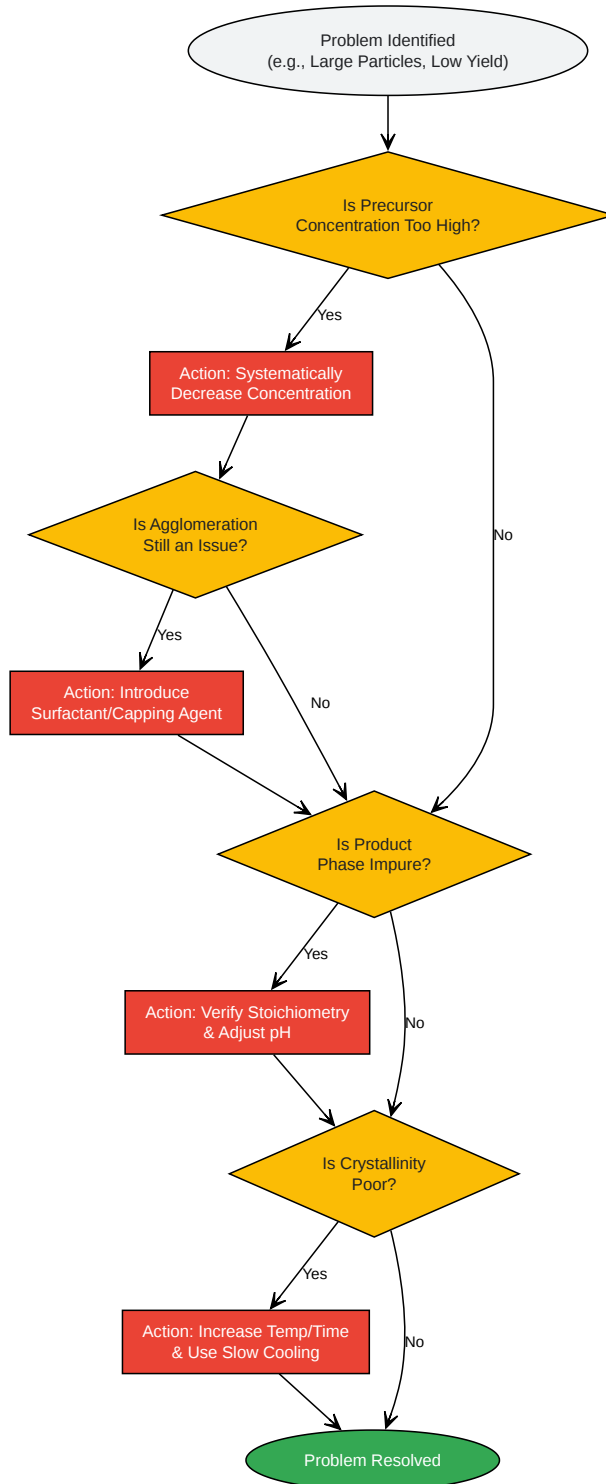 Problem Identified
(e.g., Large Particles, Low Yield)
Is Precursor
Concentration Too High?
Yes
Action: Systematically
Decrease Concentration
Is Agglomeration
Still an Issue?
No
Yes
Action: Introduce
Surfactant/Capping Agent
No
Is Product
Phase Impure?
Yes
Action: Verify Stoichiometry
& Adjust pH
No
Is Crystallinity
Poor?
Yes
Action: Increase Temp/Time
& Use Slow Cooling
No
Problem Resolved